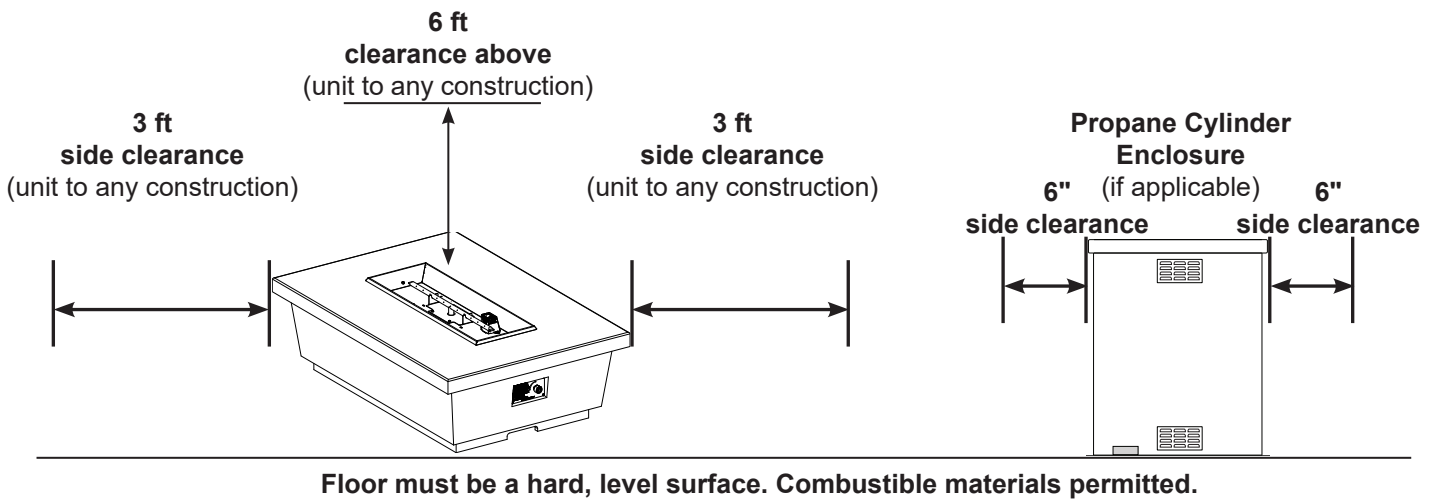 6 ft
clearance above
(unit to any construction)
3 ft
side clearance
(unit to any construction)
3 ft
side clearance
(unit to any construction)
Propane Cylinder
Enclosure
(if applicable)
6"
side clearance
6"
side clearance
Floor must be a hard, level surface. Combustible materials permitted.